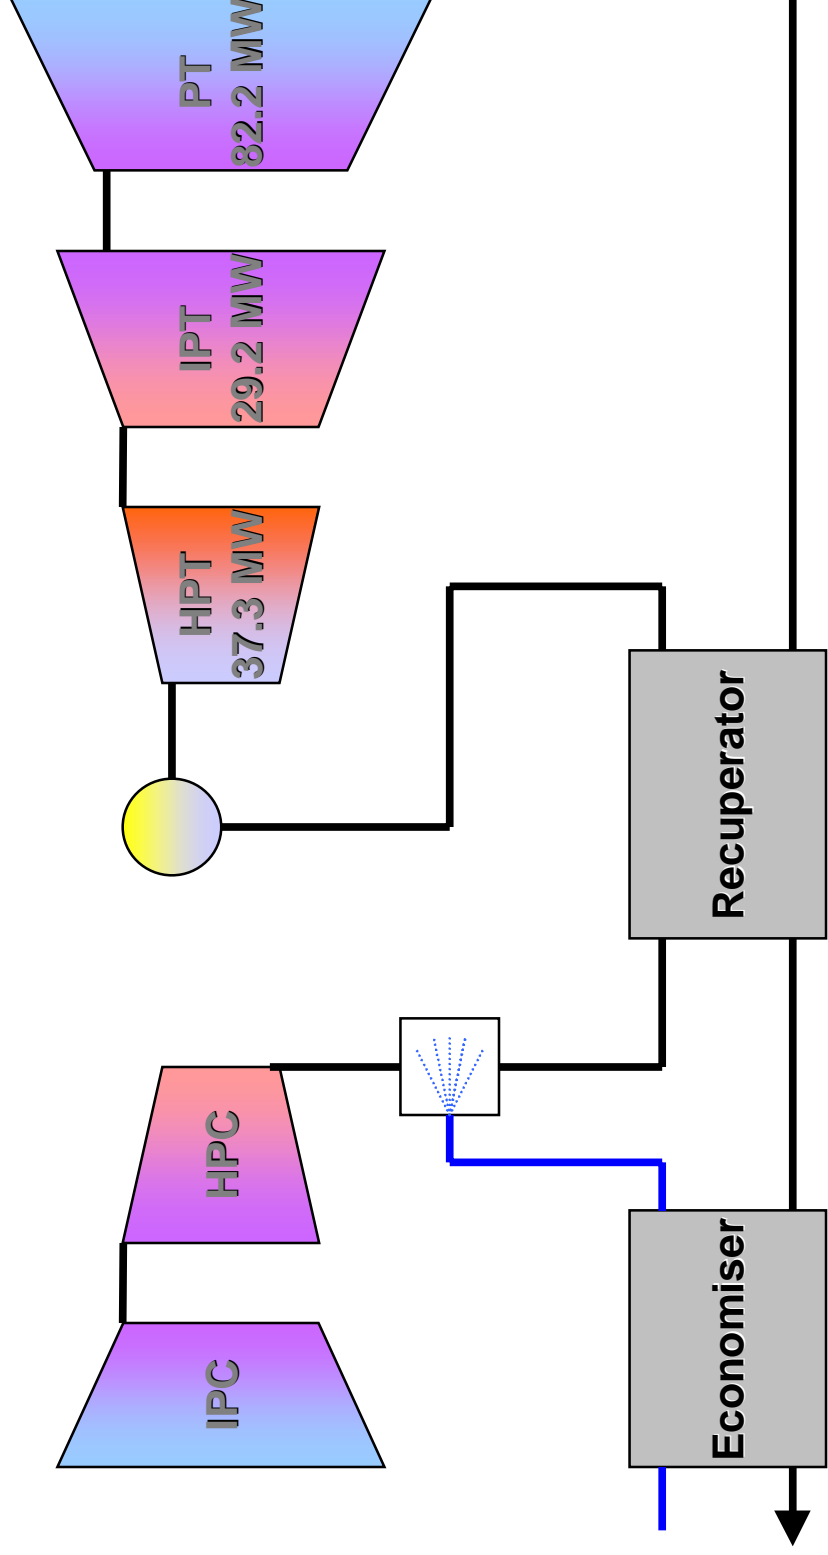 PT
82.2 MW
IPT
29.2 MW
HPT
37.3 MW
Recuperator
HPC
Economiser
IPC